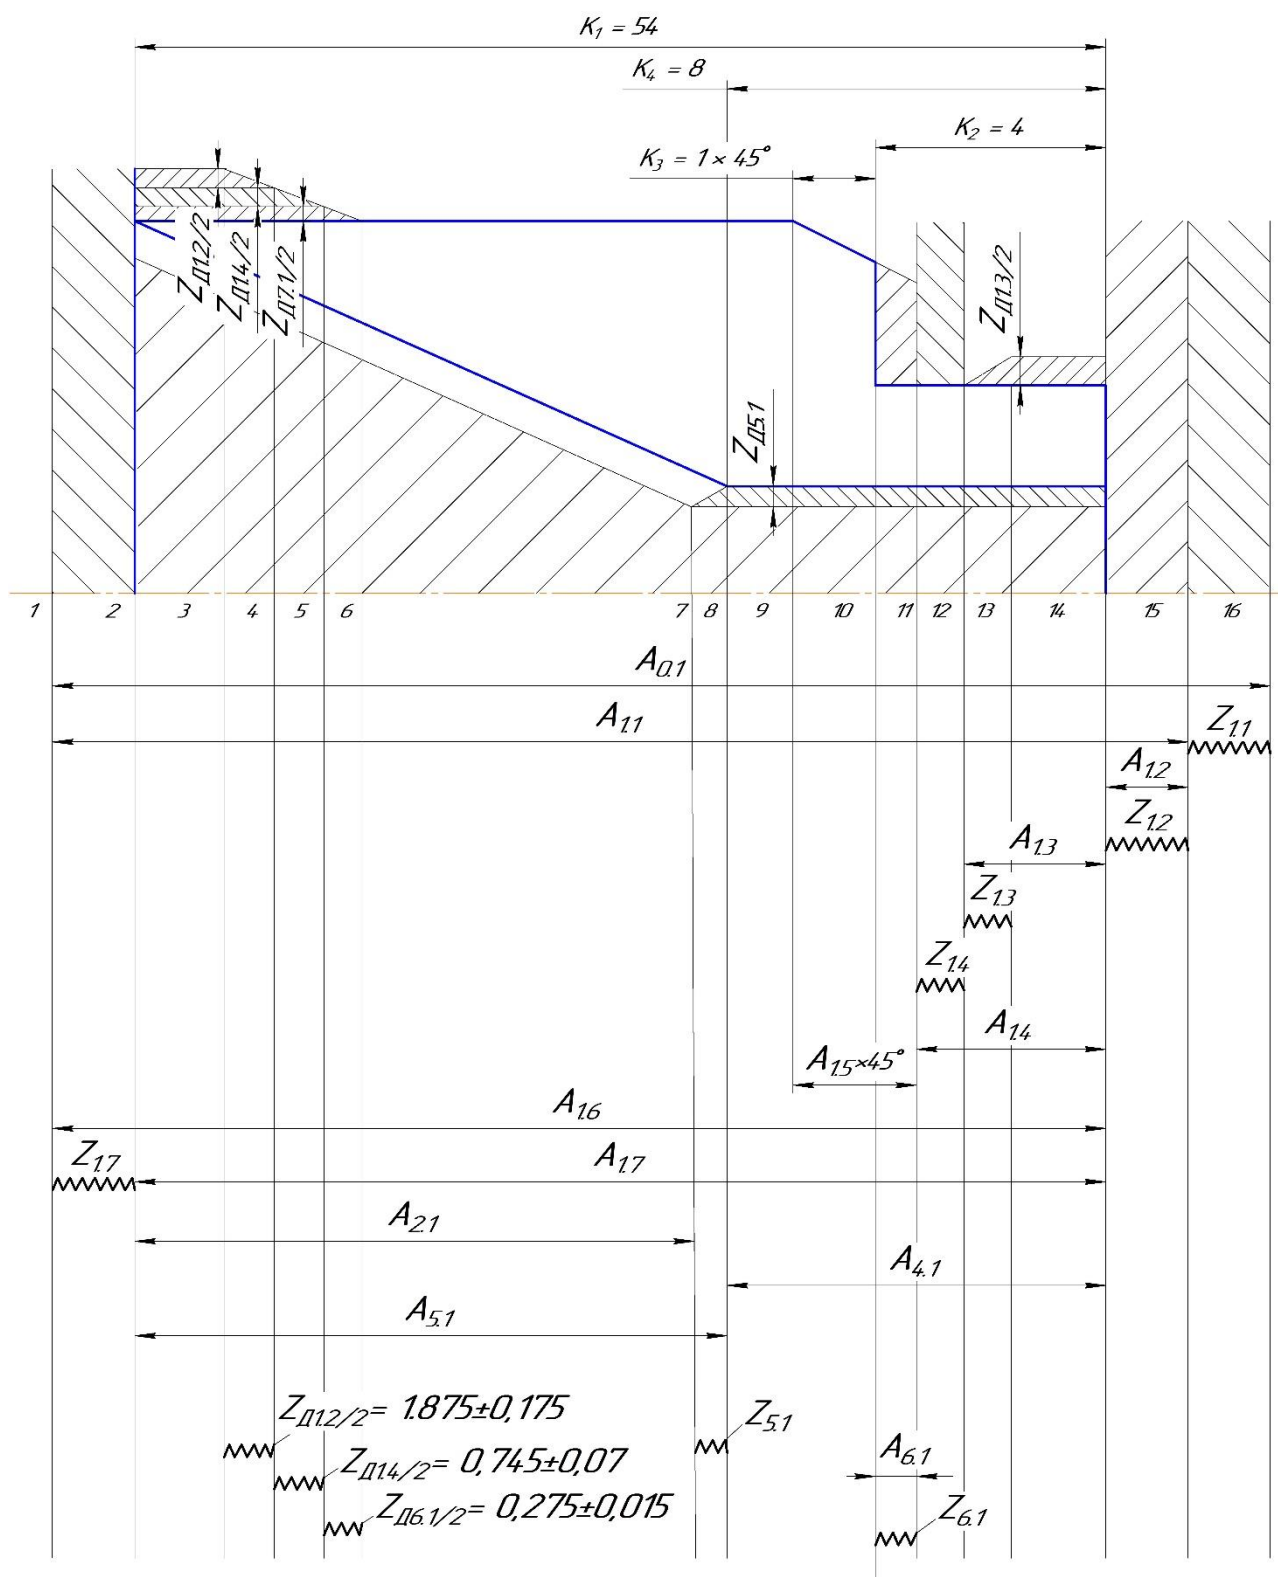 K₁ = 54
K₄ = 8
K₂ = 4
K₃ = 1 × 45°
Z_Д1.2/2
Z_Д1.4/2
Z_Д7.1/2
Z_Д1.3/2
Z_Д5.1
1 2 3 4 5 6 7 8 9 10 11 12 13 14 15 16
A_0.1
A_1.1
Z_1.1
A_1.2
Z_1.2
A_1.3
Z_1.3
Z_1.4
A_1.4
A_1.5×45°
A_1.6
Z_1.7
A_1.7
A_2.1
A_4.1
A_5.1
Z_Д1.2/2 = 1.875±0,175
Z_5.1
Z_Д1.4/2 = 0,745±0,07
A_6.1
Z_Д6.1/2 = 0,275±0,015
Z_6.1